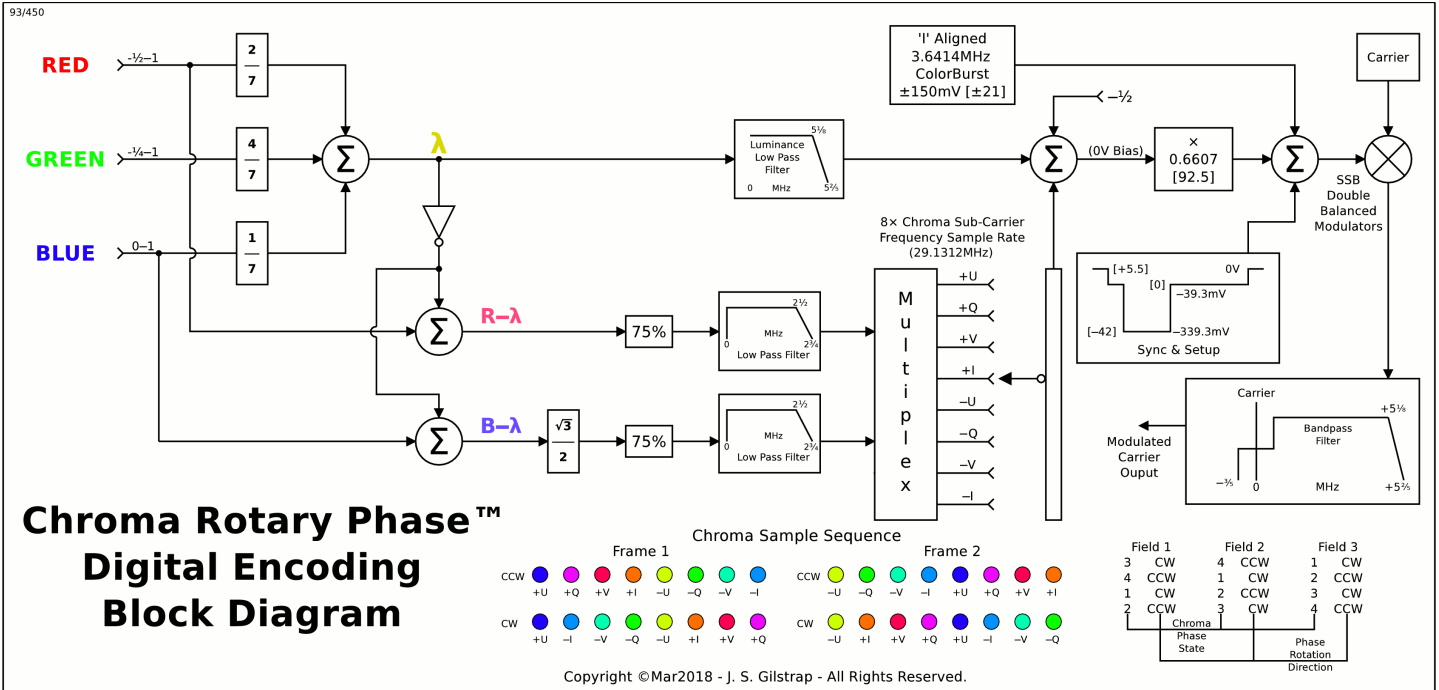 93/450
RED
-½–1
2
7
GREEN
-¼–1
4
7
BLUE
0–1
1
7
Σ
λ
Luminance
Low Pass
Filter
5⅛
0 MHz 5⅖
'I' Aligned
3.6414MHz
ColorBurst
±150mV [±21]
–½
Σ
(0V Bias)
×
0.6607
[92.5]
Σ
Carrier
SSB
Double
Balanced
Modulators
Σ
R–λ
75%
2½
MHz
0 2¾
Low Pass Filter
Σ
B–λ
√3
2
75%
2½
MHz
0 2¾
Low Pass Filter
8× Chroma Sub-Carrier
Frequency Sample Rate
(29.1312MHz)
Multiplex
+U
+Q
+V
+I
−U
−Q
−V
−I
[+5.5] 0V
[0]
−39.3mV
[−42] −339.3mV
Sync & Setup
Carrier
+5⅛
Bandpass
Filter
−⅗ 0 MHz +5⅖
Modulated
Carrier
Ouput
Chroma Rotary Phase™
Digital Encoding
Block Diagram
Chroma Sample Sequence
Frame 1 Frame 2
CCW
+U +Q +V +I −U −Q −V −I
CCW
−U −Q −V −I +U +Q +V +I
CW
+U −I −V −Q −U +I +V +Q
CW
−U +I +V +Q +U −I −V −Q
Field 1 Field 2 Field 3
3 CW 4 CCW 1 CW
4 CCW 1 CW 2 CCW
1 CW 2 CCW 3 CW
2 CCW 3 CW 4 CCW
Chroma
Phase
State
Phase
Rotation
Direction
Copyright ©Mar2018 - J. S. Gilstrap - All Rights Reserved.